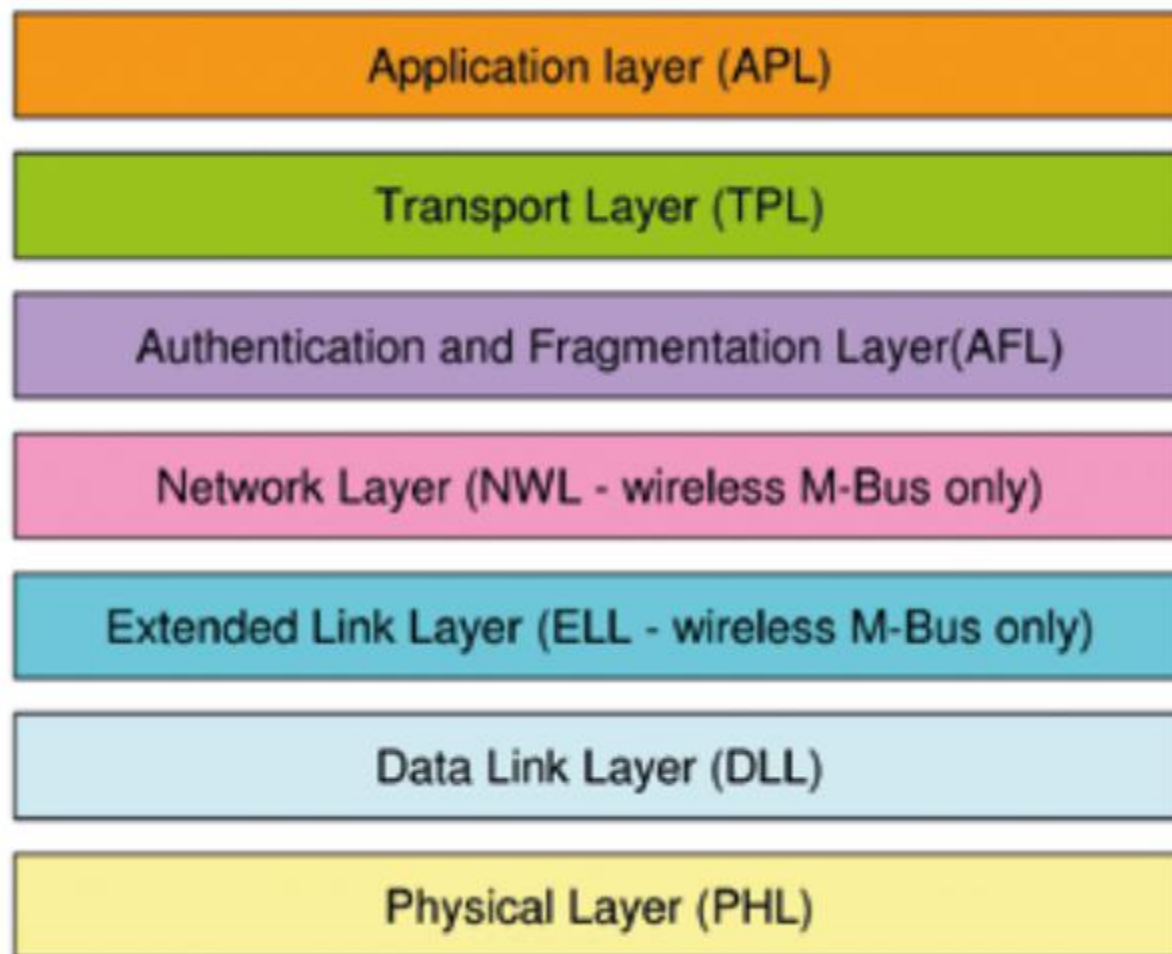 Application layer (APL)
Transport Layer (TPL)
Authentication and Fragmentation Layer(AFL)
Network Layer (NWL - wireless M-Bus only)
Extended Link Layer (ELL - wireless M-Bus only)
Data Link Layer (DLL)
Physical Layer (PHL)